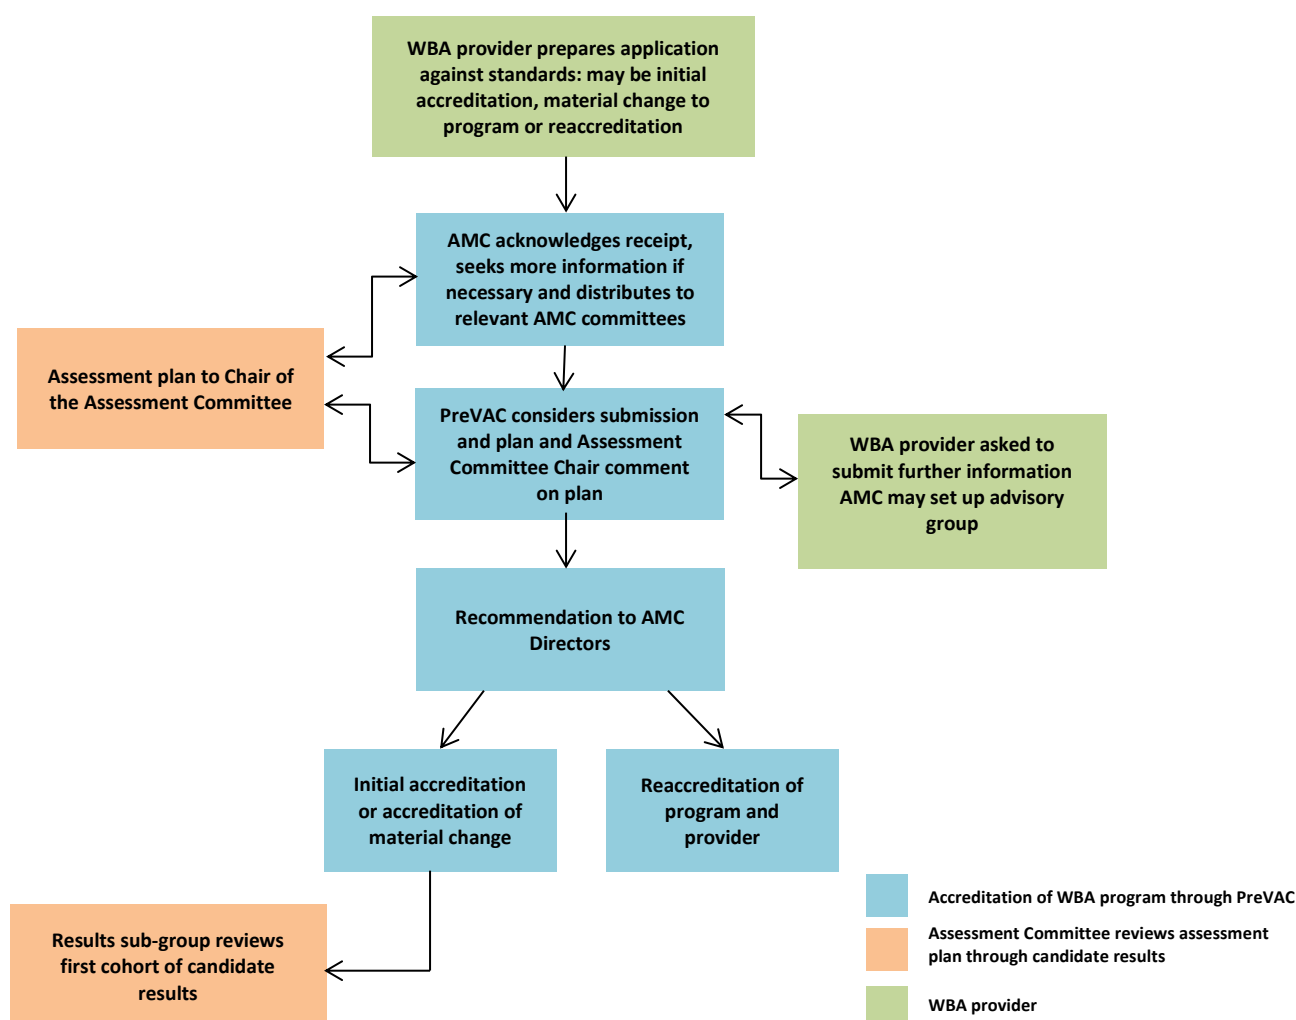 WBA provider prepares application
against standards: may be initial
accreditation, material change to
program or reaccreditation
AMC acknowledges receipt,
seeks more information if
necessary and distributes to
relevant AMC committees
Assessment plan to Chair of
the Assessment Committee
PreVAC considers submission
and plan and Assessment
Committee Chair comment
on plan
WBA provider asked to
submit further information
AMC may set up advisory
group
Recommendation to AMC
Directors
Initial accreditation
or accreditation of
material change
Reaccreditation of
program and
provider
Results sub-group reviews
first cohort of candidate
results
Accreditation of WBA program through PreVAC
Assessment Committee reviews assessment
plan through candidate results
WBA provider